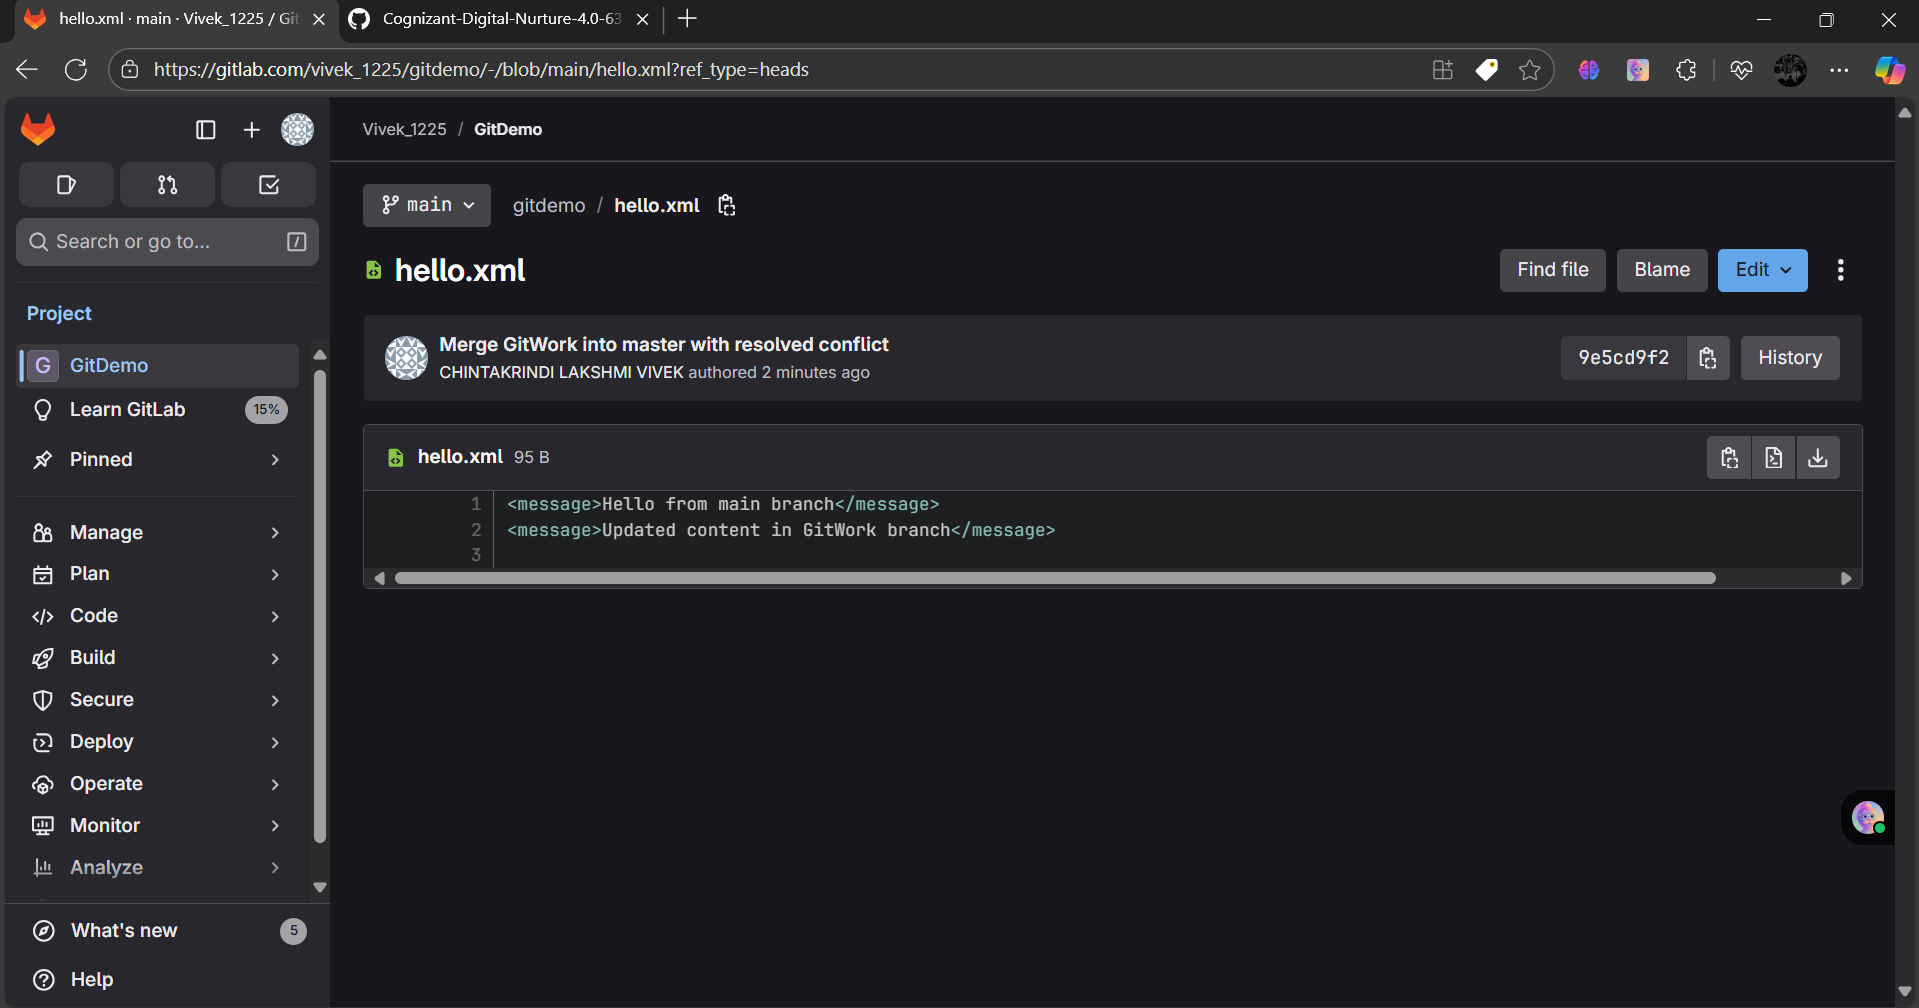 hello.xml · main · Vivek_1225 / Git
Cognizant-Digital-Nurture-4.0-63
https://gitlab.com/vivek_1225/gitdemo/-/blob/main/hello.xml?ref_type=heads
Vivek_1225 / GitDemo
Search or go to... /
Project
G GitDemo
Learn GitLab 15%
Pinned
Manage
Plan
Code
Build
Secure
Deploy
Operate
Monitor
Analyze
What's new 5
Help
main gitdemo / hello.xml
hello.xml
Find file Blame Edit
Merge GitWork into master with resolved conflict
CHINTAKRINDI LAKSHMI VIVEK authored 2 minutes ago
9e5cd9f2 History
hello.xml 95 B
1 <message>Hello from main branch</message>
2 <message>Updated content in GitWork branch</message>
3